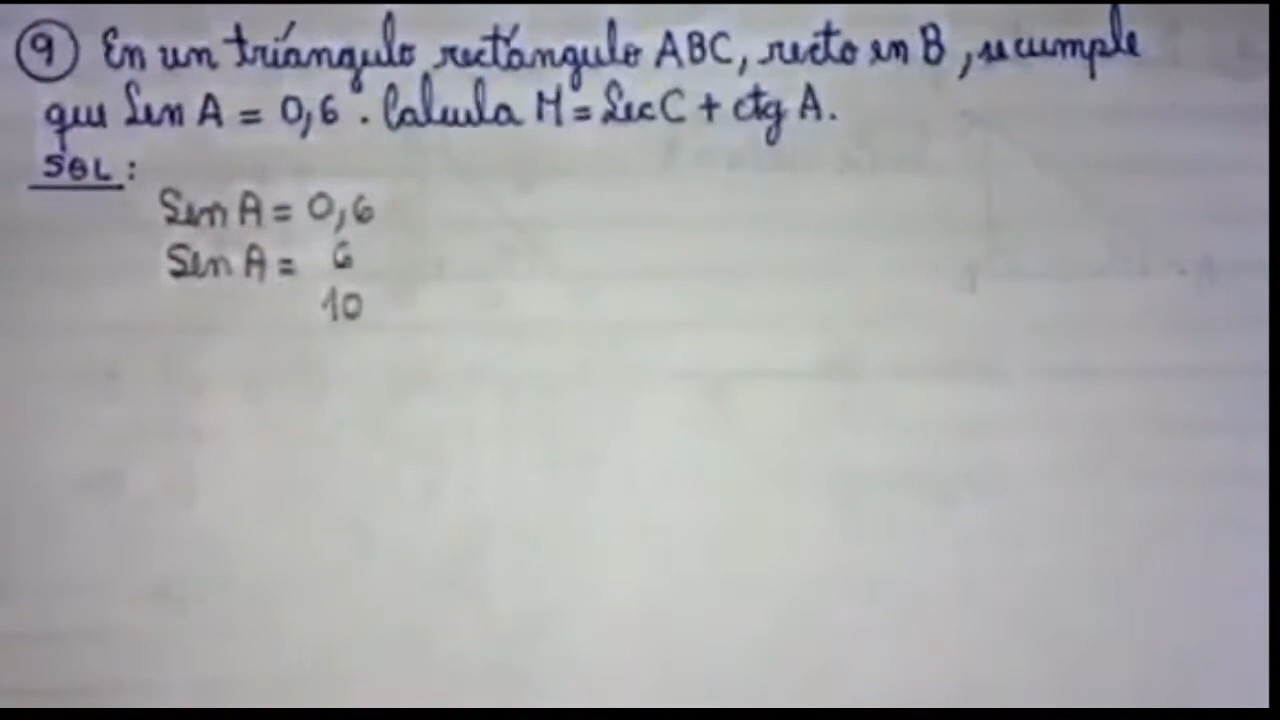 9 En un triángulo rectángulo ABC, recto en B, se cumple
que Sen A = 0,6. Calcula M = Sec C + ctg A.
SOL:
Sen A = 0,6
Sen A = 6
10